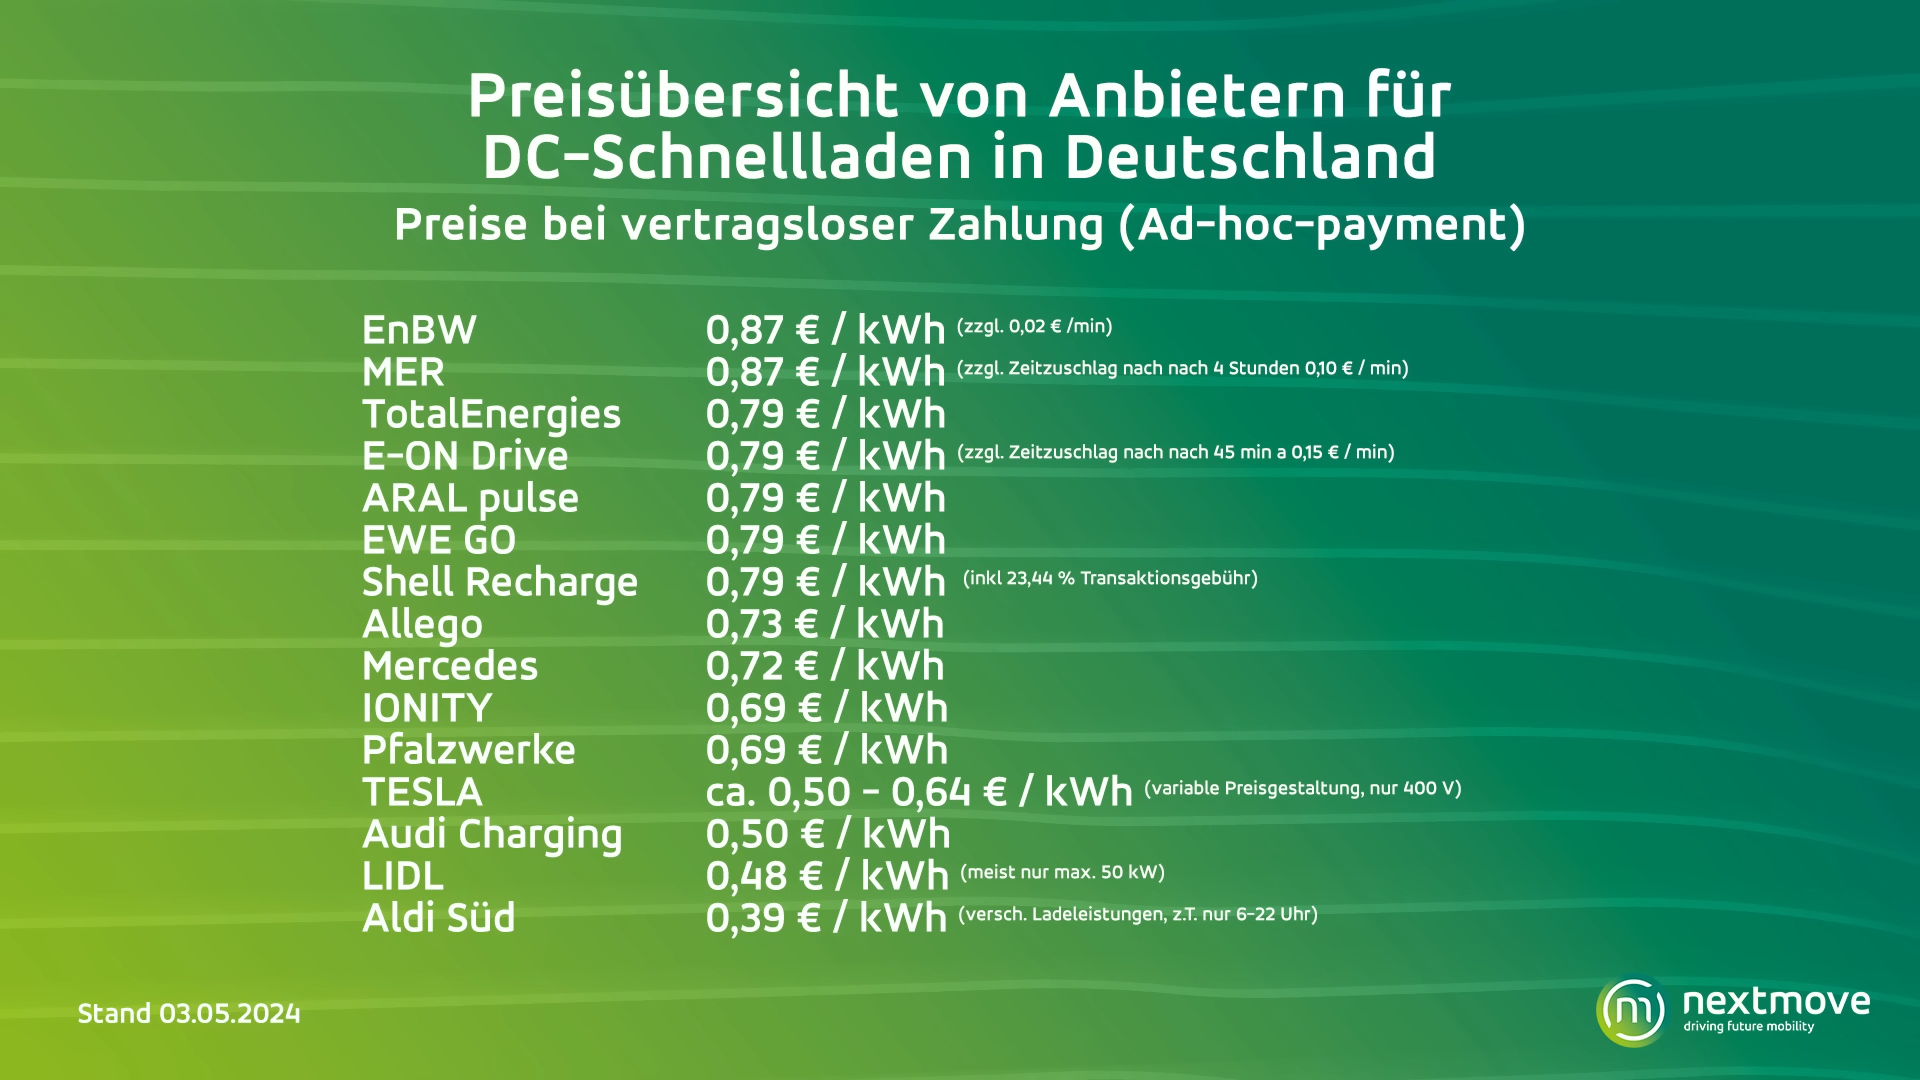 Preisübersicht von Anbietern für
DC-Schnellladen in Deutschland
Preise bei vertragsloser Zahlung (Ad-hoc-payment)
EnBW 0,87 € / kWh (zzgl. 0,02 € /min)
MER 0,87 € / kWh (zzgl. Zeitzuschlag nach nach 4 Stunden 0,10 € / min)
TotalEnergies 0,79 € / kWh
E-ON Drive 0,79 € / kWh (zzgl. Zeitzuschlag nach nach 45 min a 0,15 € / min)
ARAL pulse 0,79 € / kWh
EWE GO 0,79 € / kWh
Shell Recharge 0,79 € / kWh (inkl 23,44 % Transaktionsgebühr)
Allego 0,73 € / kWh
Mercedes 0,72 € / kWh
IONITY 0,69 € / kWh
Pfalzwerke 0,69 € / kWh
TESLA ca. 0,50 - 0,64 € / kWh (variable Preisgestaltung, nur 400 V)
Audi Charging 0,50 € / kWh
LIDL 0,48 € / kWh (meist nur max. 50 kW)
Aldi Süd 0,39 € / kWh (versch. Ladeleistungen, z.T. nur 6-22 Uhr)
Stand 03.05.2024
nextmove
driving future mobility